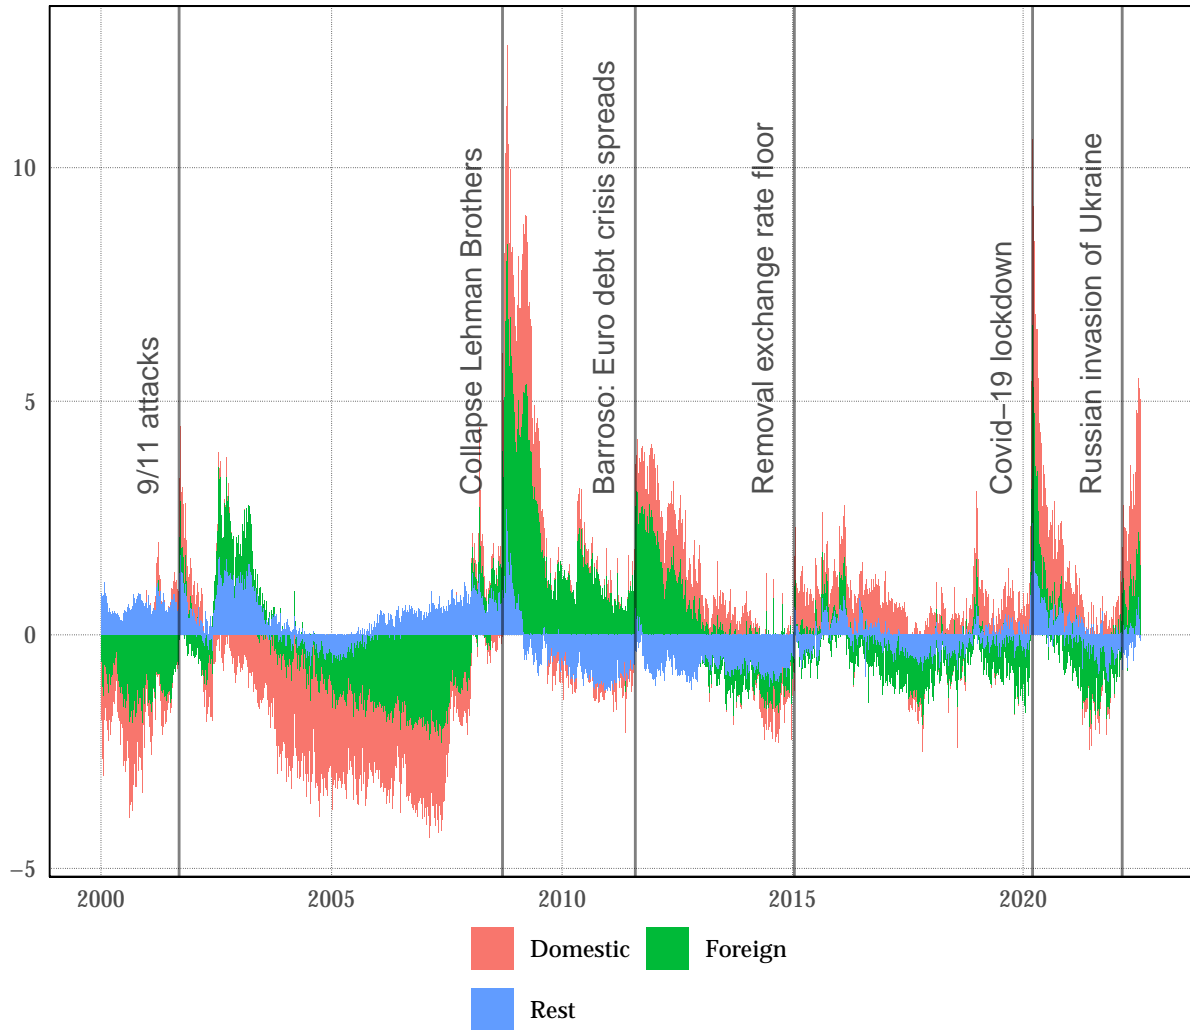 10
5
0
−5
9/11 attacks
Collapse Lehman Brothers
Barroso: Euro debt crisis spreads
Removal exchange rate floor
Covid−19 lockdown
Russian invasion of Ukraine
2000 2005 2010 2015 2020
Domestic Foreign
Rest